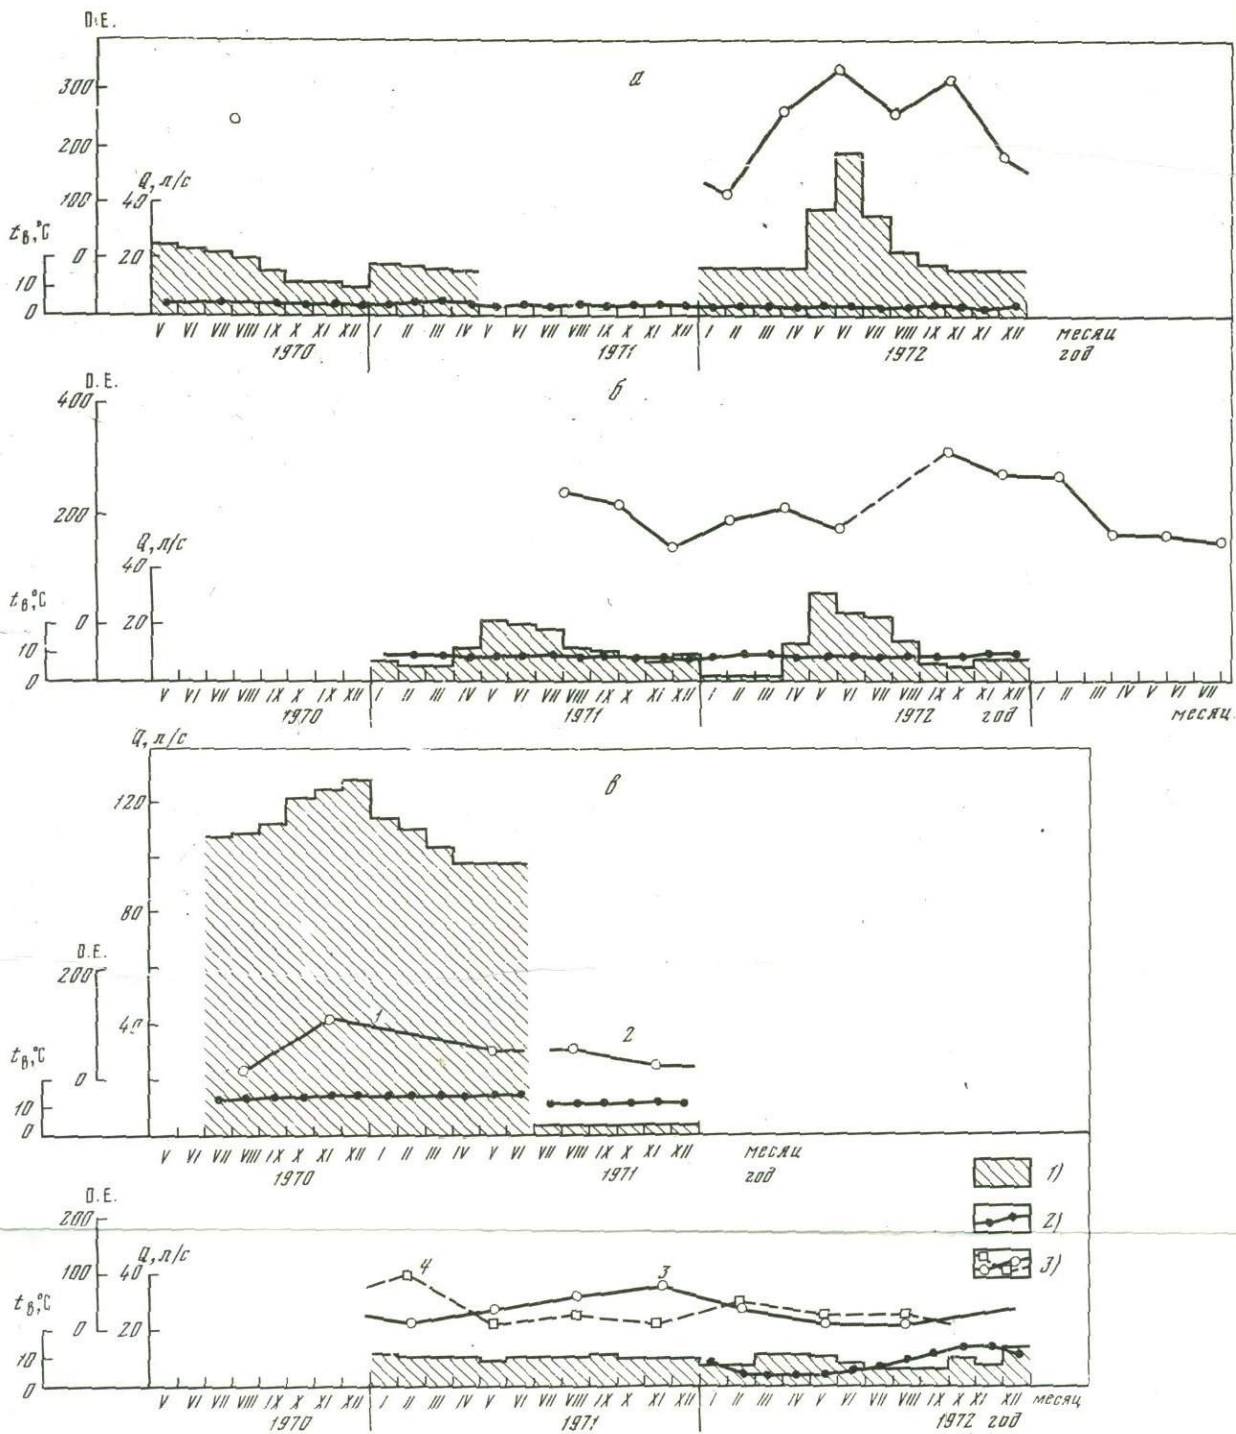 D.E.
а
300
200
Q, л/с
100
40
tв,°C
0
20
10
0
V VI VII VIII IX X XI XII I II III IV V VI VII VIII IX X XI XII I II III IV V VI VII VIII IX XI XI XII месяц
1970 1971 1972 год
D.E.
400
б
200
Q, л/с
40
tв,°C
0
20
10
0
V VI VII VIII IX X IX XII I II III IV V VI VII VIII IX X XI XII I II III IV V VI VII VIII IX X XI XII I II III IV V VI VII
1970 1971 1972 год месяц
Q, л/с
в
120
80
D.E.
200
40
1
2
tв,°C
0
10
0
V VI VII VIII IX X XI XII I II III IV V VI VII VIII IX X XI XII месяц
1970 1971 год
1)
2)
3)
D.E.
200
Q, л/с
100
40
4
3
tв,°C
0
20
10
0
V VI VII VIII IX X XI XII I II III IV V VI VII VIII IX X XI XII I II III IV V VI VII VIII IX X XI XII месяц
1970 1971 1972 год